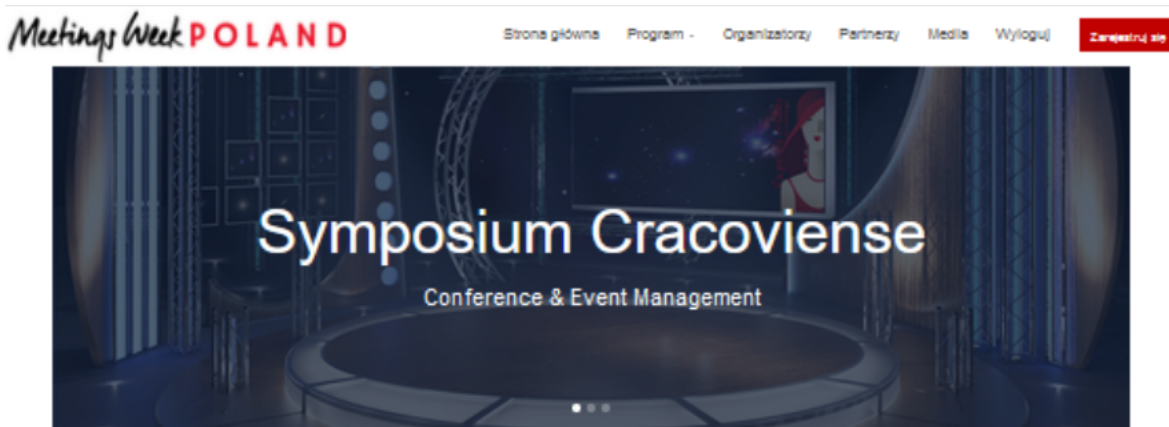 Meetings Week POLAND
Strona główna Program - Organizatorzy Partnerzy Media Wyloguj Zarejestruj się
Symposium Cracoviense
Conference & Event Management